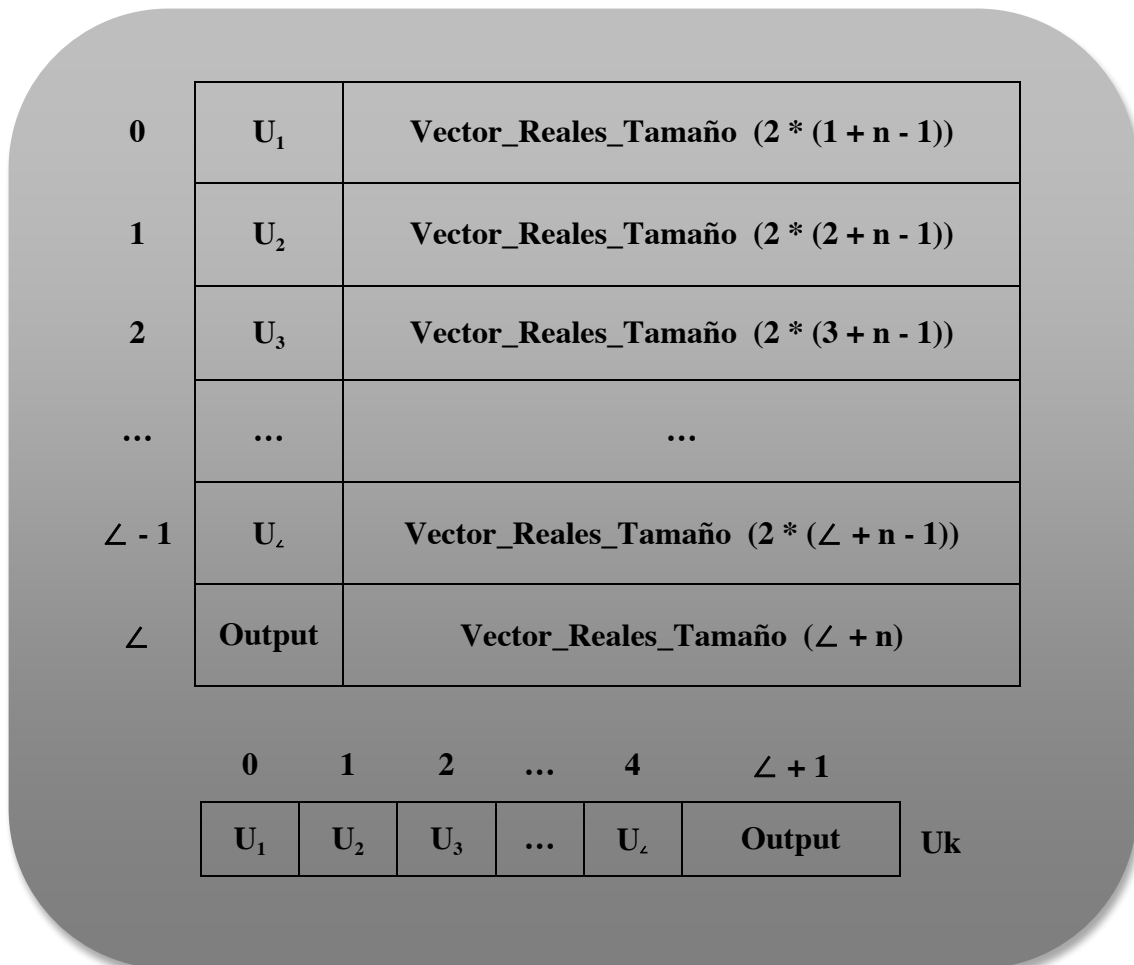 0 U₁ Vector_Reales_Tamaño (2 * (1 + n - 1))
1 U₂ Vector_Reales_Tamaño (2 * (2 + n - 1))
2 U₃ Vector_Reales_Tamaño (2 * (3 + n - 1))
... ... ...
∠ - 1 U∠ Vector_Reales_Tamaño (2 * (∠ + n - 1))
∠ Output Vector_Reales_Tamaño (∠ + n)
0 1 2 ... 4 ∠ + 1
U₁ U₂ U₃ ... U∠ Output Uk